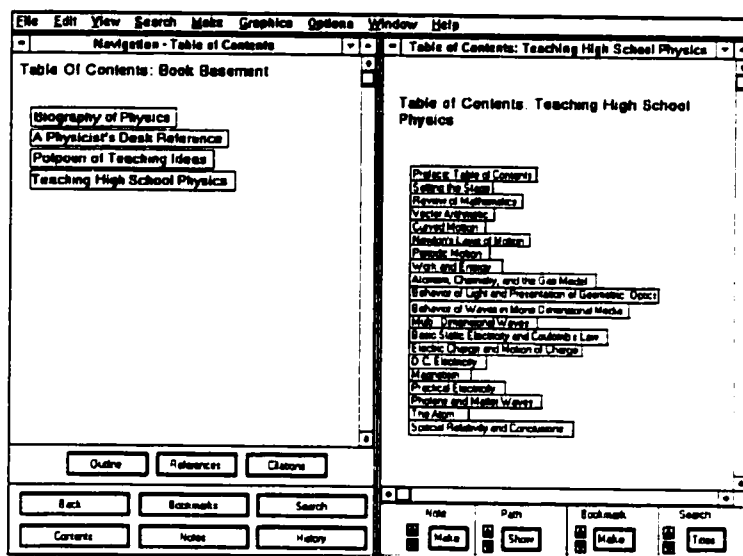 File Edit View Search Make Graphics Options Window Help
Navigation - Table of Contents
Table Of Contents: Book Basement
Biography of Physics
A Physicist's Desk Reference
Potpourri of Teaching Ideas
Teaching High School Physics
Outline References Citations
Back Bookmarks Search
Contents Notes History
Table of Contents: Teaching High School Physics
Table of Contents: Teaching High School
Physics
Preface: Table of Contents
Setting the Stage
Review of Mathematics
Vector Arithmetic
Curved Motion
Newton's Laws of Motion
Periodic Motion
Work and Energy
Atomism, Chemistry, and the Gas Model
Behavior of Light and Presentation of Geometric Optics
Behavior of Waves in Mono Dimensional Media
Multi-Dimensional Waves
Basic Static Electricity and Coulomb's Law
Electric Charge and Motion of Charge
D.C. Electricity
Magnetism
Practical Electricity
Photons and Matter Waves
The Atom
Special Relativity and Conclusions
Note Path Bookmark Search
Make Show Make Titles